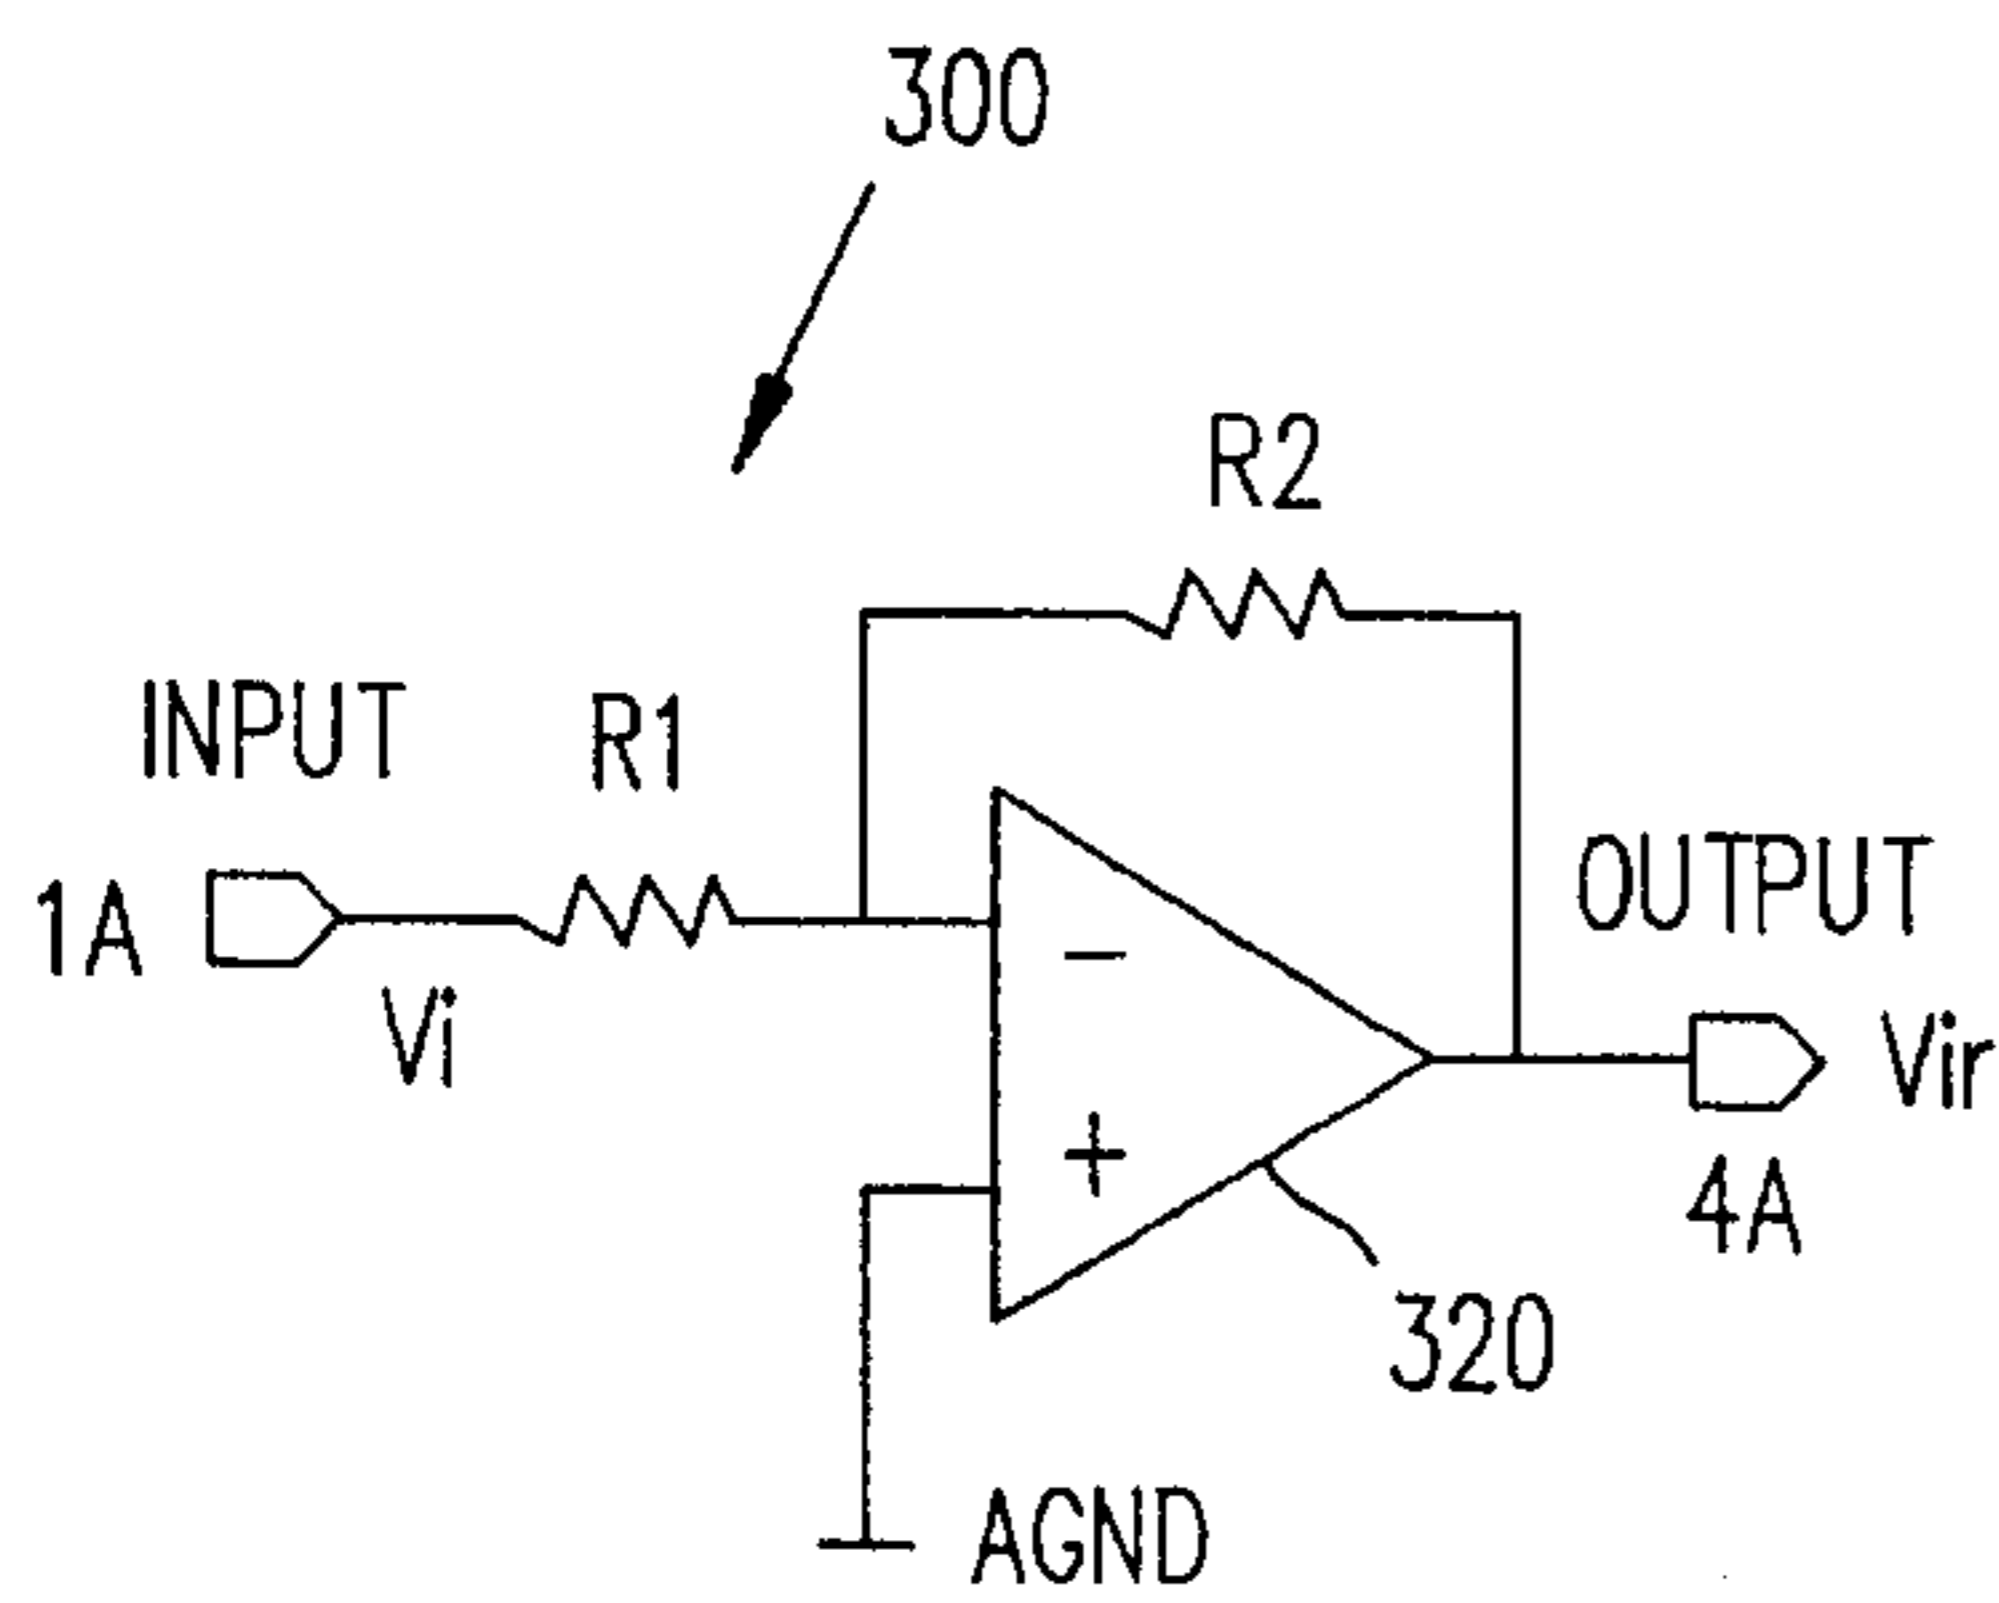 300
R2
INPUT
R1
1A
Vi
−
+
OUTPUT
Vir
4A
320
AGND